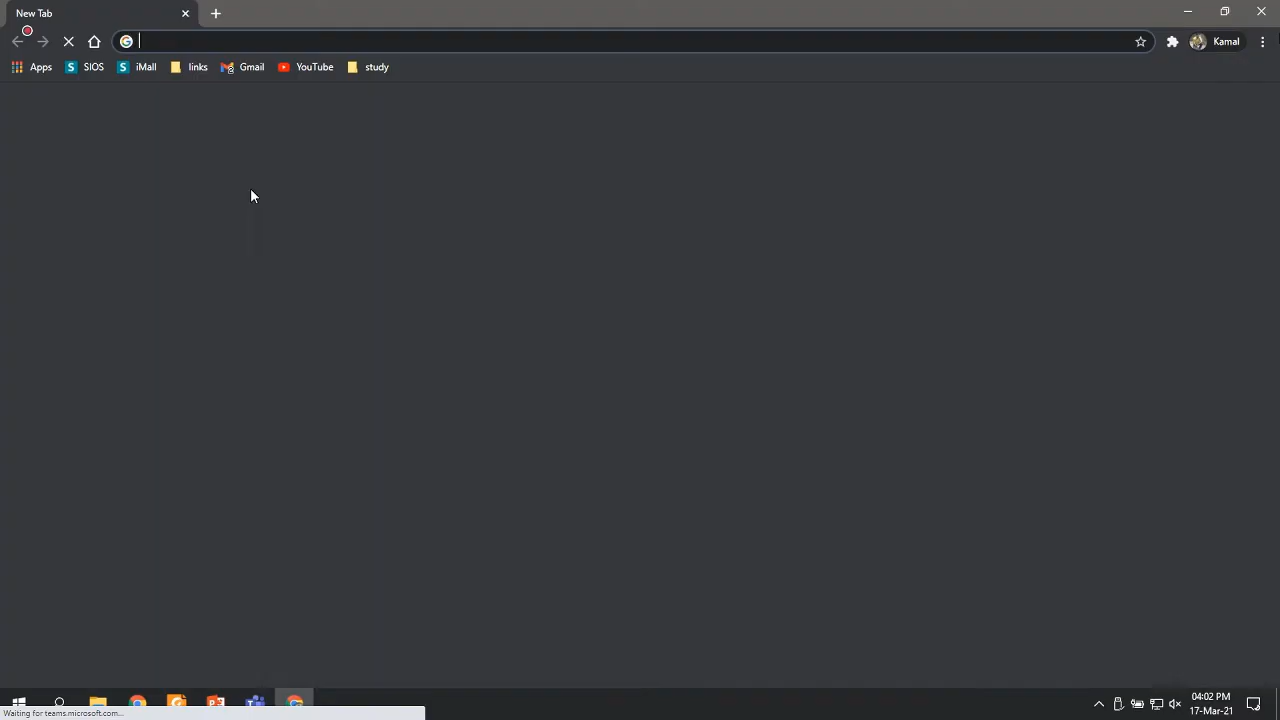 New Tab
Kamal
Apps SIOS iMall links Gmail YouTube study
04:02 PM
17-Mar-21
Waiting for teams.microsoft.com...